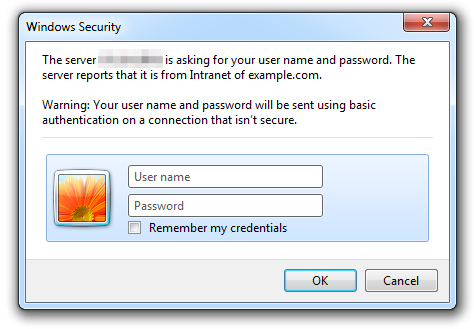 Windows Security
The server is asking for your user name and password. The
server reports that it is from Intranet of example.com.
Warning: Your user name and password will be sent using basic
authentication on a connection that isn't secure.
User name
Password
Remember my credentials
OK
Cancel